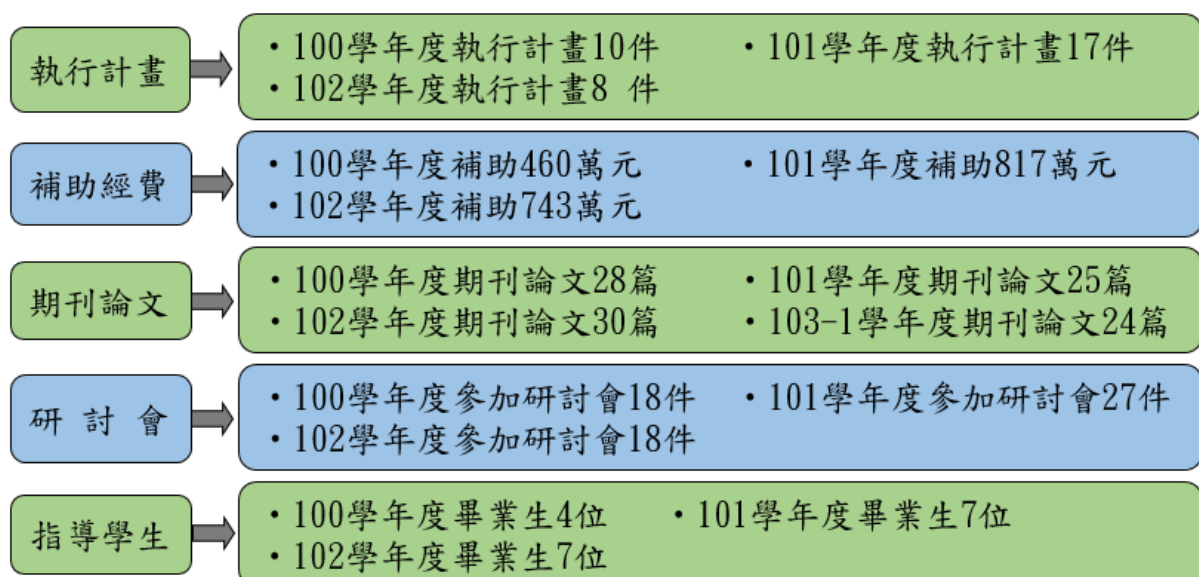 執行計畫
・100學年度執行計畫10件 ・101學年度執行計畫17件
・102學年度執行計畫8 件
補助經費
・100學年度補助460萬元 ・101學年度補助817萬元
・102學年度補助743萬元
期刊論文
・100學年度期刊論文28篇 ・101學年度期刊論文25篇
・102學年度期刊論文30篇 ・103-1學年度期刊論文24篇
研 討 會
・100學年度參加研討會18件 ・101學年度參加研討會27件
・102學年度參加研討會18件
指導學生
・100學年度畢業生4位 ・101學年度畢業生7位
・102學年度畢業生7位